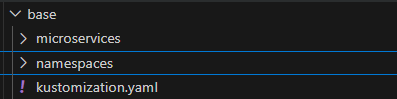 base
microservices
namespaces
! kustomization.yaml